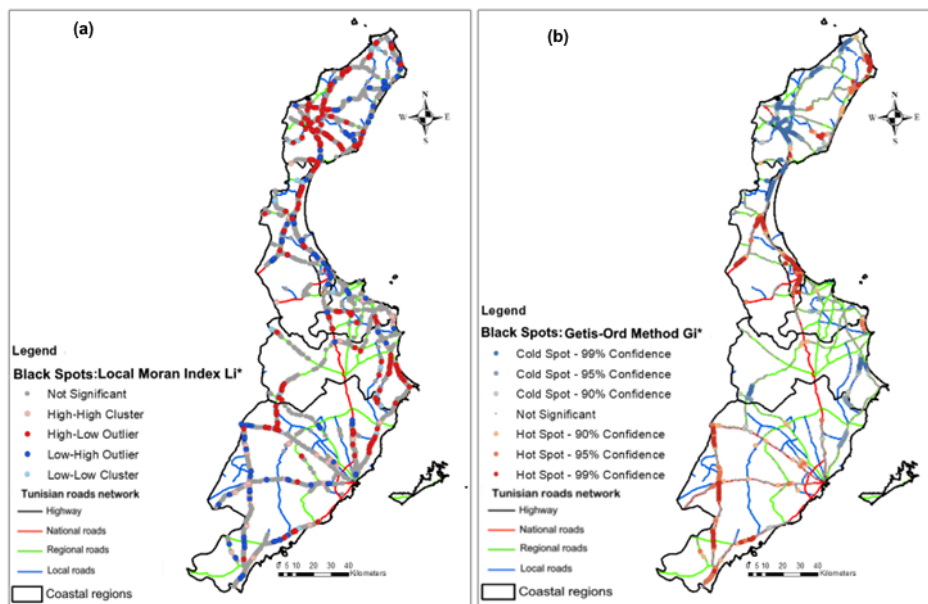 (a)
N
W E
S
Legend
Black Spots:Local Moran Index Li*
Not Significant
High-High Cluster
High-Low Outlier
Low-High Outlier
Low-Low Cluster
Tunisian roads network
Highway
National roads
Regional roads
Local roads
Coastal regions
0 5 10 20 30 40
Kilometers
(b)
N
W E
S
Legend
Black Spots: Getis-Ord Method Gi*
Cold Spot - 99% Confidence
Cold Spot - 95% Confidence
Cold Spot - 90% Confidence
Not Significant
Hot Spot - 90% Confidence
Hot Spot - 95% Confidence
Hot Spot - 99% Confidence
Tunisian roads network
Highway
National roads
Regional roads
Local roads
Coastal regions
0 5 10 20 30 40
Kilometers